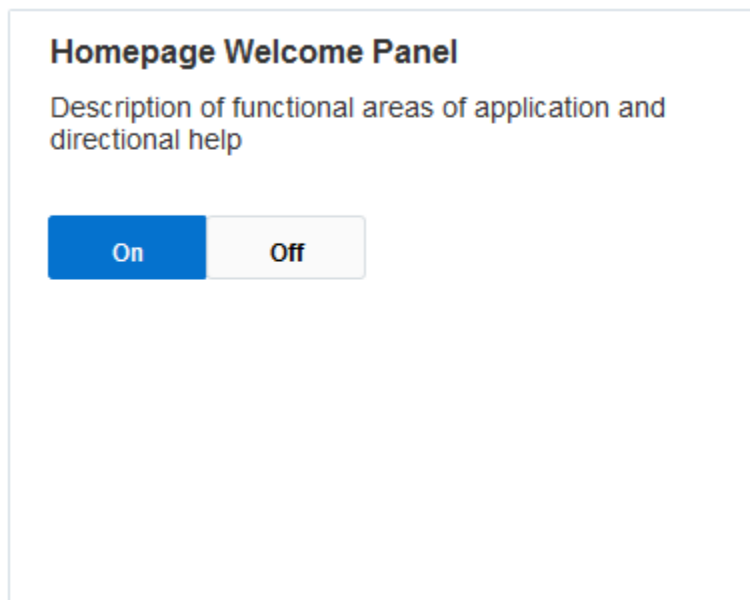 Homepage Welcome Panel
Description of functional areas of application and
directional help
On Off